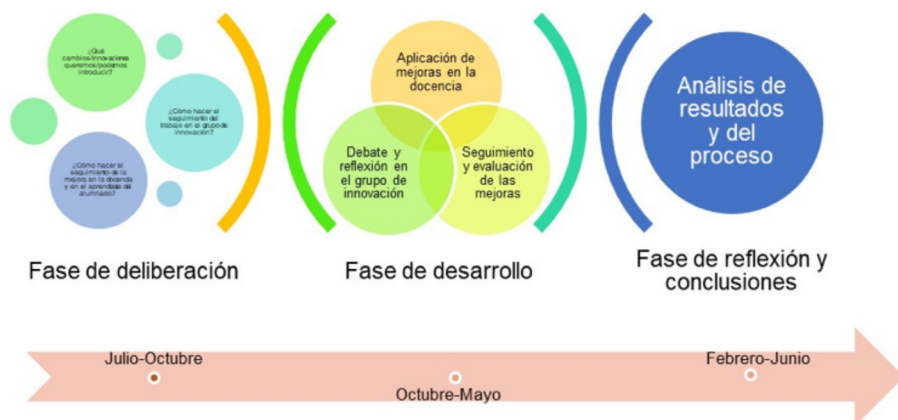 ¿Qué
cambios/innovaciones
queremos/podemos
introducir?
¿Cómo hacer el
seguimiento del
trabajo en el grupo de
innovación?
¿Cómo hacer el
seguimiento de la
mejora en la docencia
y en el aprendizaje del
alumnado?
Fase de deliberación
Aplicación de
mejoras en la
docencia
Debate y
reflexión en
el grupo de
innovación
Seguimiento
y evaluación
de las
mejoras
Fase de desarrollo
Análisis de
resultados
y del
proceso
Fase de reflexión y
conclusiones
Julio-Octubre
Octubre-Mayo
Febrero-Junio